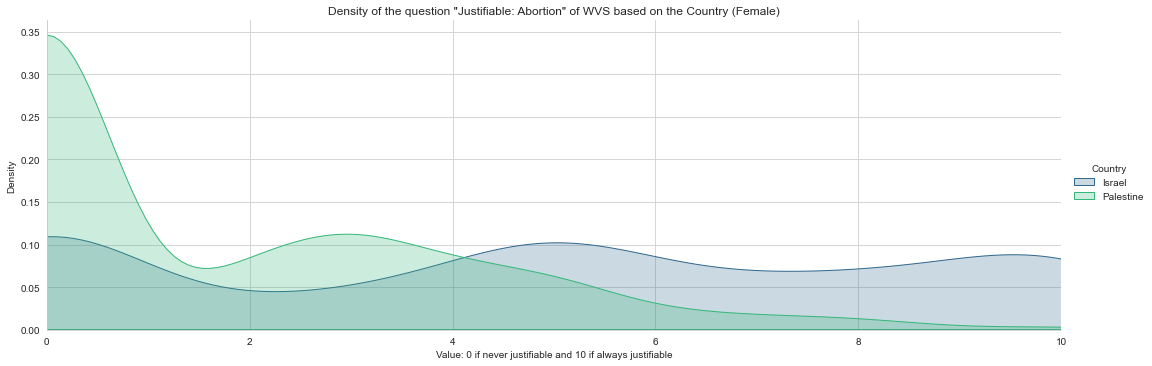 Density of the question "Justifiable: Abortion" of WVS based on the Country (Female)
0.35
0.30
0.25
0.20
0.15
0.10
0.05
0.00
Density
0 2 4 6 8 10
Value: 0 if never justifiable and 10 if always justifiable
Country
Israel
Palestine